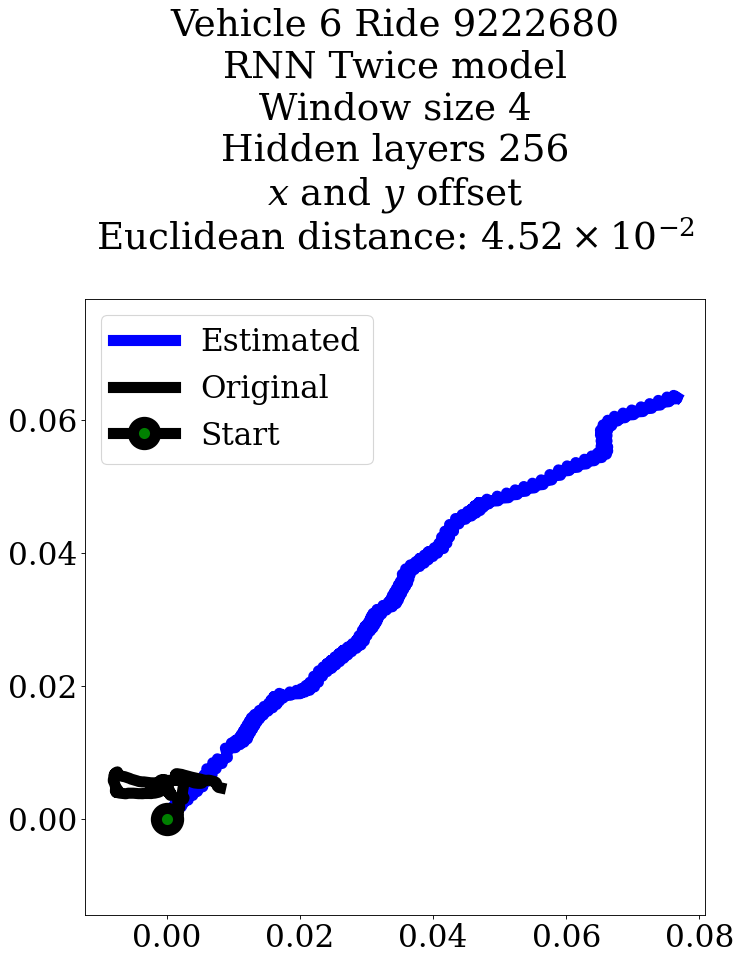 Vehicle 6 Ride 9222680
RNN Twice model
Window size 4
Hidden layers 256
x and y offset
Euclidean distance: 4.52 × 10⁻²
Estimated
Original
Start
0.06
0.04
0.02
0.00
0.00 0.02 0.04 0.06 0.08